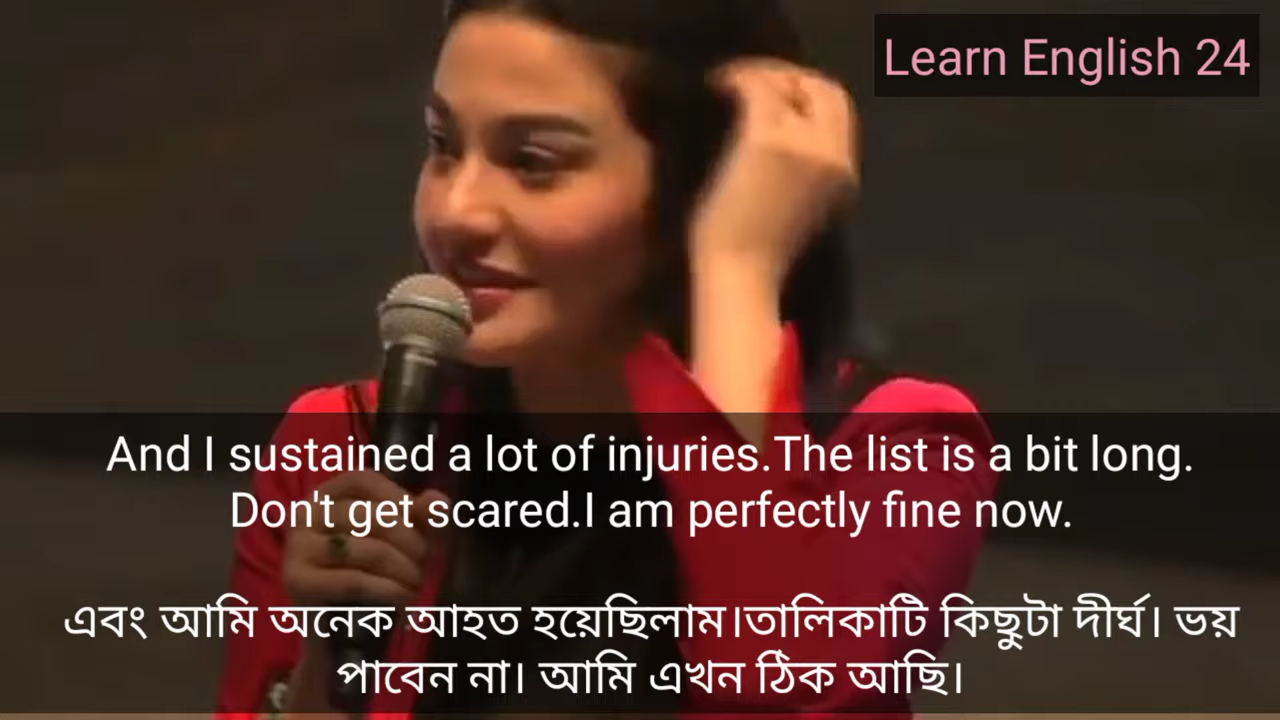 Learn English 24
And I sustained a lot of injuries.The list is a bit long.
Don't get scared.I am perfectly fine now.
এবং আমি অনেক আহত হয়েছিলাম।তালিকাটি কিছুটা দীর্ঘ। ভয়
পাবেন না। আমি এখন ঠিক আছি।